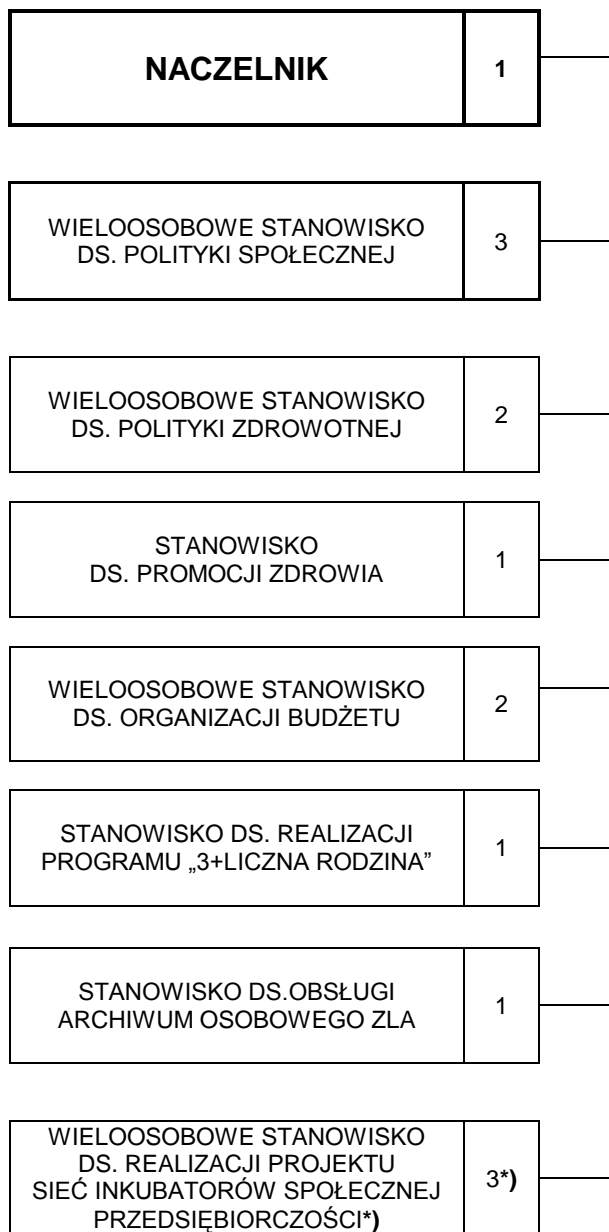 NACZELNIK
1
WIELOOSOBOWE STANOWISKO
DS. POLITYKI SPOŁECZNEJ
3
WIELOOSOBOWE STANOWISKO
DS. POLITYKI ZDROWOTNEJ
2
STANOWISKO
DS. PROMOCJI ZDROWIA
1
WIELOOSOBOWE STANOWISKO
DS. ORGANIZACJI BUDŻETU
2
STANOWISKO DS. REALIZACJI
PROGRAMU „3+LICZNA RODZINA”
1
STANOWISKO DS.OBSŁUGI
ARCHIWUM OSOBOWEGO ZLA
1
WIELOOSOBOWE STANOWISKO
DS. REALIZACJI PROJEKTU
SIEĆ INKUBATORÓW SPOŁECZNEJ
PRZEDSIĘBIORCZOŚCI*)
3*)